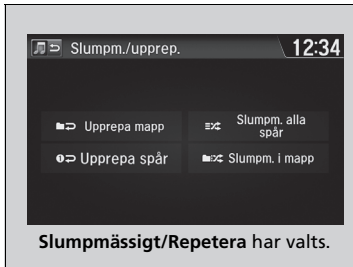 Slumpm./upprep.
12:34
Upprepa mapp
Slumpm. alla
spår
Upprepa spår
Slumpm. i mapp
Slumpmässigt/Repetera har valts.